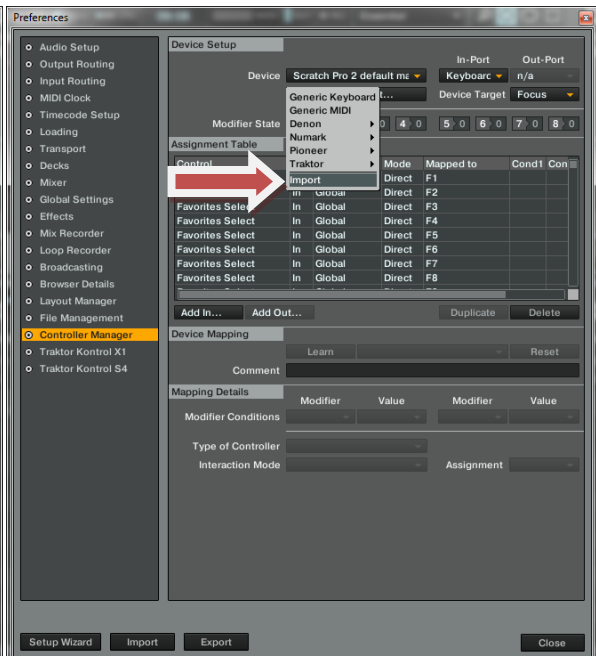 Preferences
Audio Setup
Output Routing
Input Routing
MIDI Clock
Timecode Setup
Loading
Transport
Decks
Mixer
Global Settings
Effects
Mix Recorder
Loop Recorder
Broadcasting
Browser Details
Layout Manager
File Management
Controller Manager
Traktor Kontrol X1
Traktor Kontrol S4
Device Setup
In-Port Out-Port
Device Scratch Pro 2 default ma Keyboarc n/a
t... Device Target Focus
Generic Keyboard
Generic MIDI
Denon
Numark
Pioneer
Traktor
Import
Modifier State 0 4 0 5 0 6 0 7 0 8 0
Assignment Table
Control Mode Mapped to Cond1 Con
Direct F1
In Global Direct F2
Favorites Select In Global Direct F3
Favorites Select In Global Direct F4
Favorites Select In Global Direct F5
Favorites Select In Global Direct F6
Favorites Select In Global Direct F7
Favorites Select In Global Direct F8
Add In... Add Out... Duplicate Delete
Device Mapping
Learn Reset
Comment
Mapping Details
Modifier Value Modifier Value
Modifier Conditions
Type of Controller
Interaction Mode Assignment
Setup Wizard Import Export Close